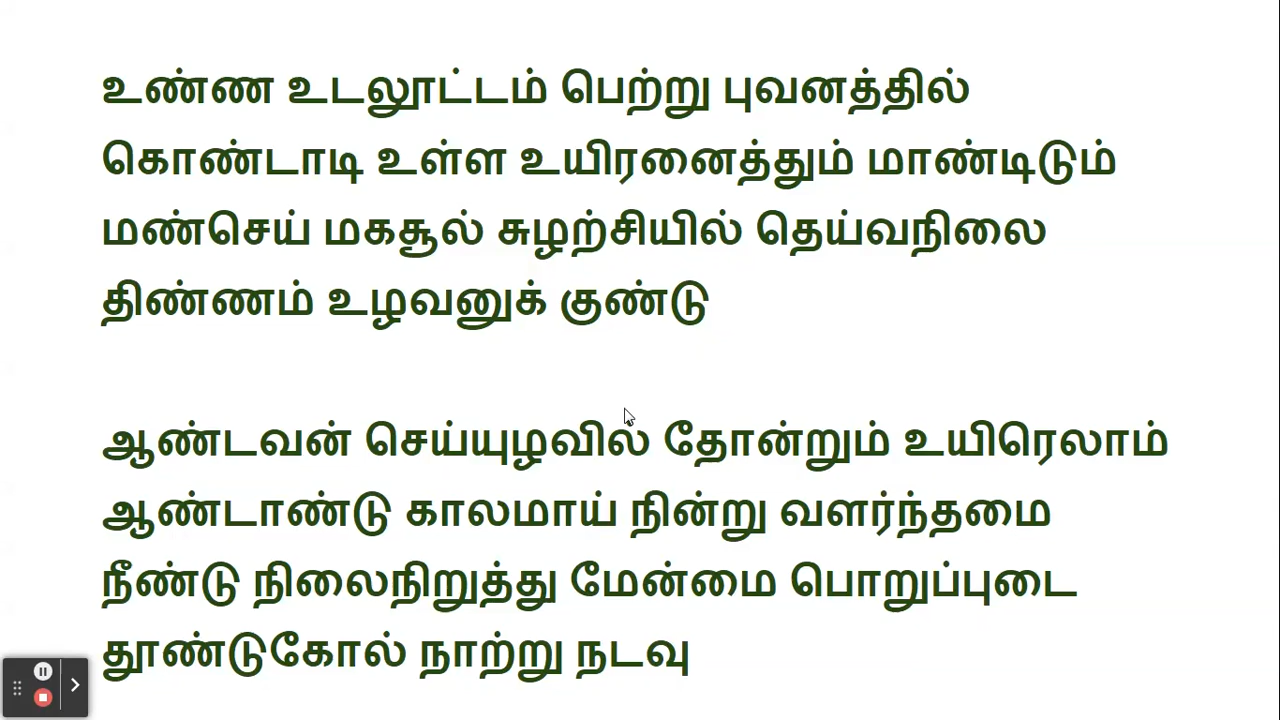 உண்ண உடலூட்டம் பெற்று புவனத்தில்
கொண்டாடி உள்ள உயிரனைத்தும் மாண்டிடும்
மண்செய் மகசூல் சுழற்சியில் தெய்வநிலை
திண்ணம் உழவனுக் குண்டு
ஆண்டவன் செய்யுழவில் தோன்றும் உயிரெலாம்
ஆண்டாண்டு காலமாய் நின்று வளர்ந்தமை
நீண்டு நிலைநிறுத்து மேன்மை பொறுப்புடை
தூண்டுகோல் நாற்று நடவு